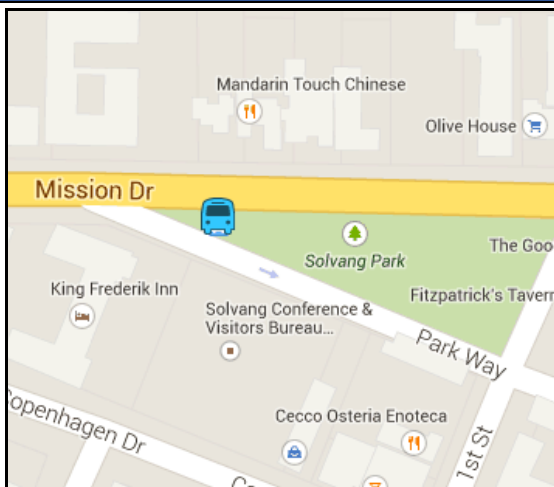 Mandarin Touch Chinese
Olive House
Mission Dr
Solvang Park
The Goo
King Frederik Inn
Fitzpatrick's Tavern
Solvang Conference &
Visitors Bureau...
Park Way
Copenhagen Dr
Cecco Osteria Enoteca
1st St
Co